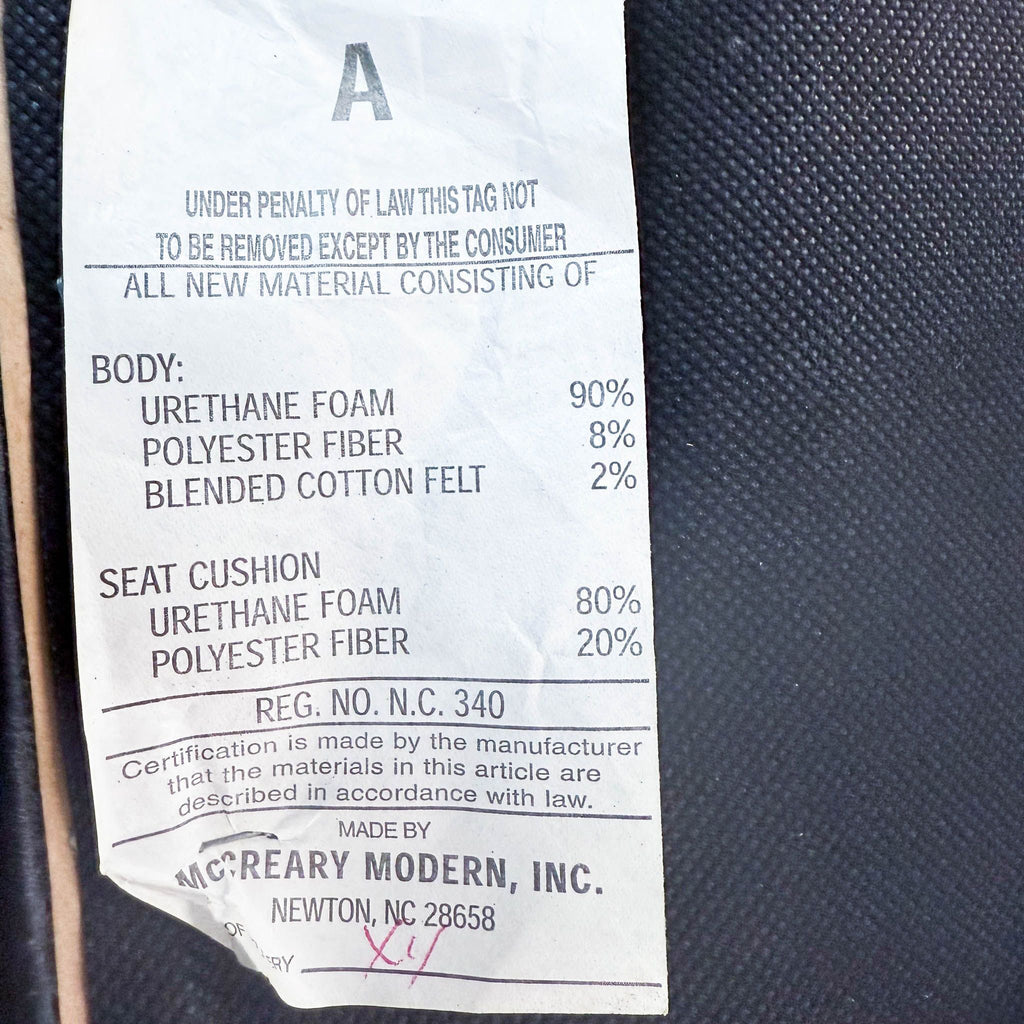 A
UNDER PENALTY OF LAW THIS TAG NOT
TO BE REMOVED EXCEPT BY THE CONSUMER
ALL NEW MATERIAL CONSISTING OF
BODY:
URETHANE FOAM 90%
POLYESTER FIBER 8%
BLENDED COTTON FELT 2%
SEAT CUSHION
URETHANE FOAM 80%
POLYESTER FIBER 20%
REG. NO. N.C. 340
Certification is made by the manufacturer
that the materials in this article are
described in accordance with law.
MADE BY
McCREARY MODERN, INC.
NEWTON, NC 28658
OF